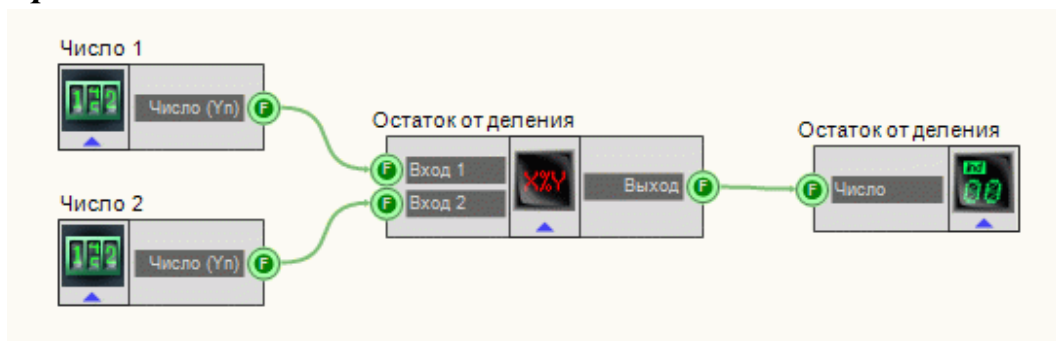 Число 1
Число (Yn)
F
Остаток от деления
F
Вход 1
F
Вход 2
X%Y
Выход
F
Остаток от деления
F
Число
Число 2
Число (Yn)
F